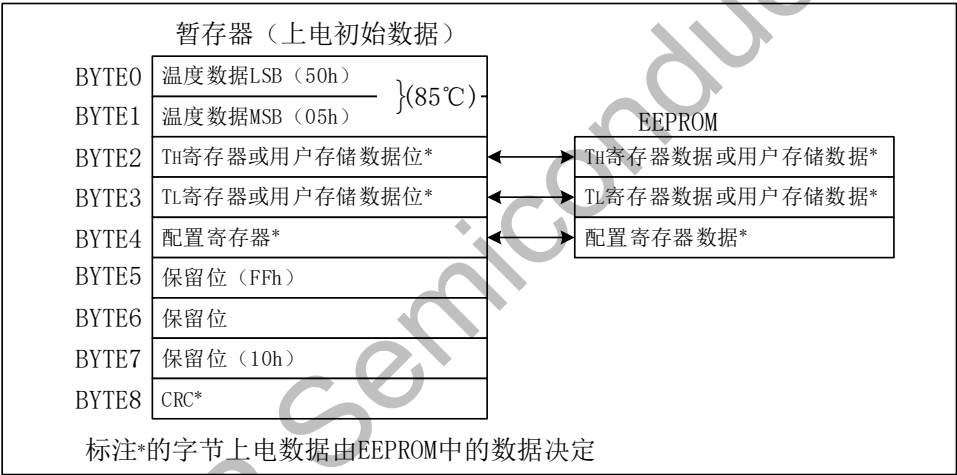 暂存器（上电初始数据）
BYTE0 温度数据LSB（50h）
}(85℃)
BYTE1 温度数据MSB（05h）
EEPROM
BYTE2 TH寄存器或用户存储数据位* TH寄存器数据或用户存储数据*
BYTE3 TL寄存器或用户存储数据位* TL寄存器数据或用户存储数据*
BYTE4 配置寄存器* 配置寄存器数据*
BYTE5 保留位（FFh）
BYTE6 保留位
BYTE7 保留位（10h）
BYTE8 CRC*
标注*的字节上电数据由EEPROM中的数据决定
Semiconduc